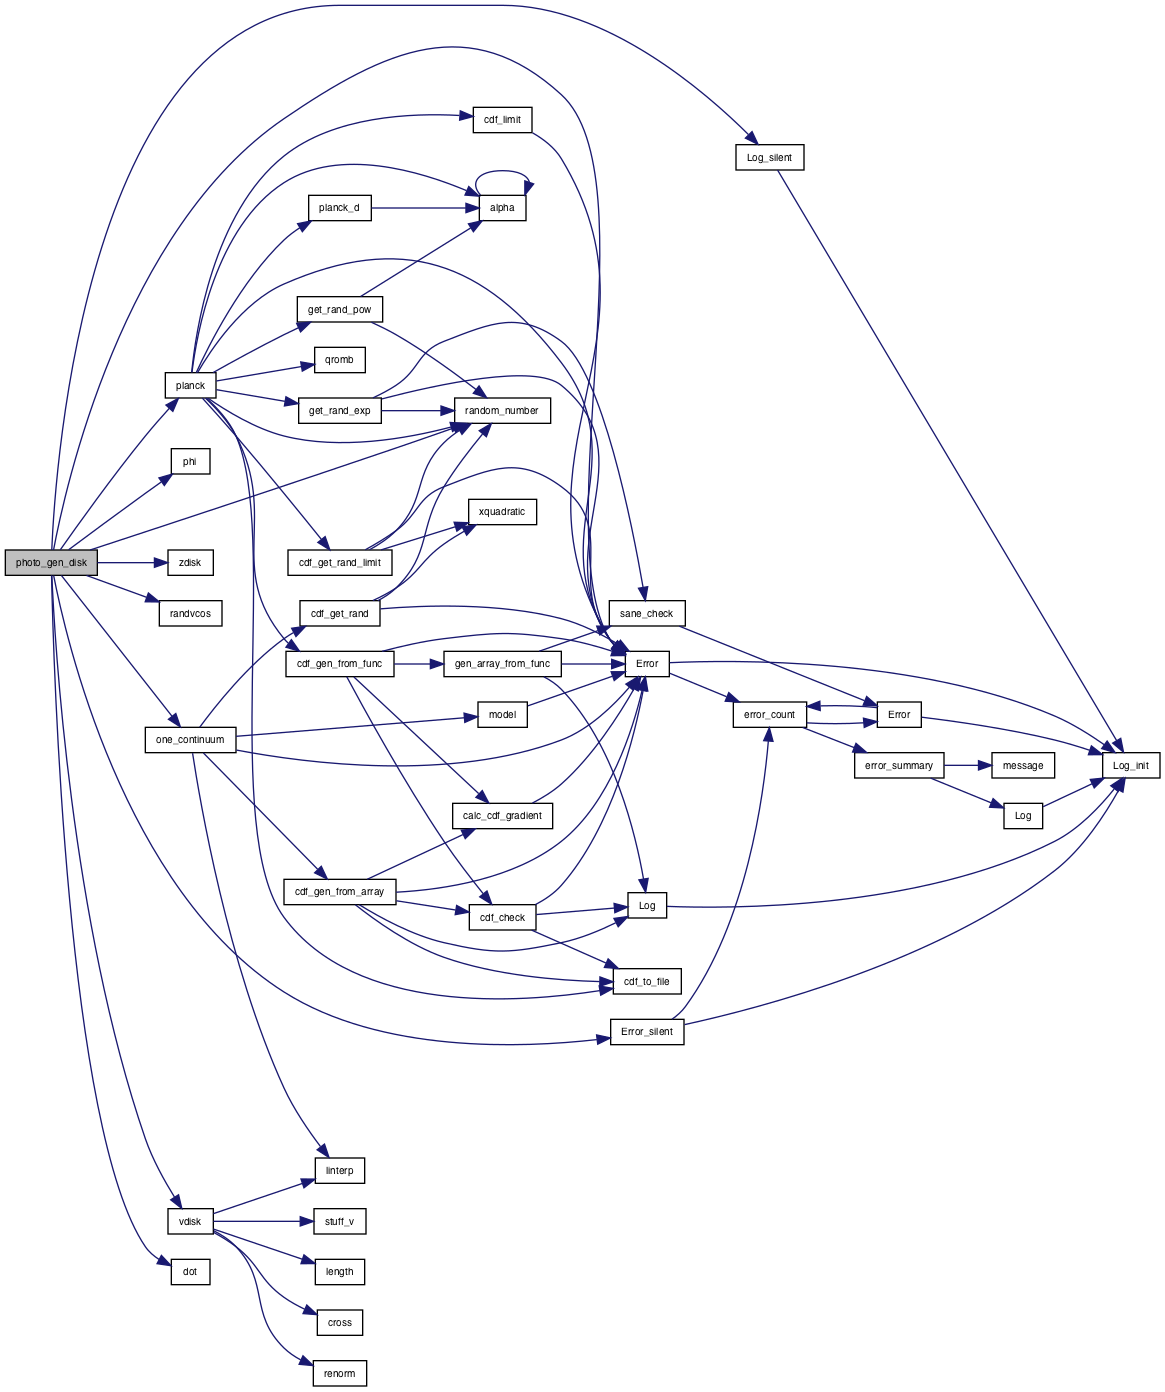 cdf_limit
Log_silent
planck_d
alpha
get_rand_pow
qromb
planck
get_rand_exp
random_number
phi
xquadratic
photo_gen_disk
zdisk
cdf_get_rand_limit
randvcos
cdf_get_rand
sane_check
cdf_gen_from_func
gen_array_from_func
Error
model
error_count
Error
one_continuum
error_summary
message
Log_init
calc_cdf_gradient
Log
cdf_gen_from_array
cdf_check
Log
cdf_to_file
Error_silent
linterp
vdisk
stuff_v
dot
length
cross
renorm